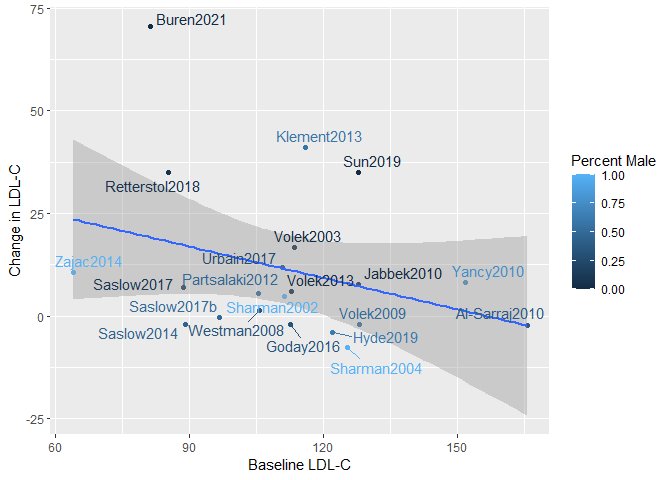 75
50
25
0
-25
Change in LDL-C
Buren2021
Klement2013
Sun2019
Retterstol2018
Volek2003
Zajac2014
Urbain2017
Jabbek2010
Yancy2010
Saslow2017
Partsalaki2012
Volek2013
Saslow2017b
Sharman2002
Volek2009
Al-Sarraj2010
Saslow2014
Westman2008
Goday2016
Hyde2019
Sharman2004
60
90
120
150
Baseline LDL-C
Percent Male
1.00
0.75
0.50
0.25
0.00